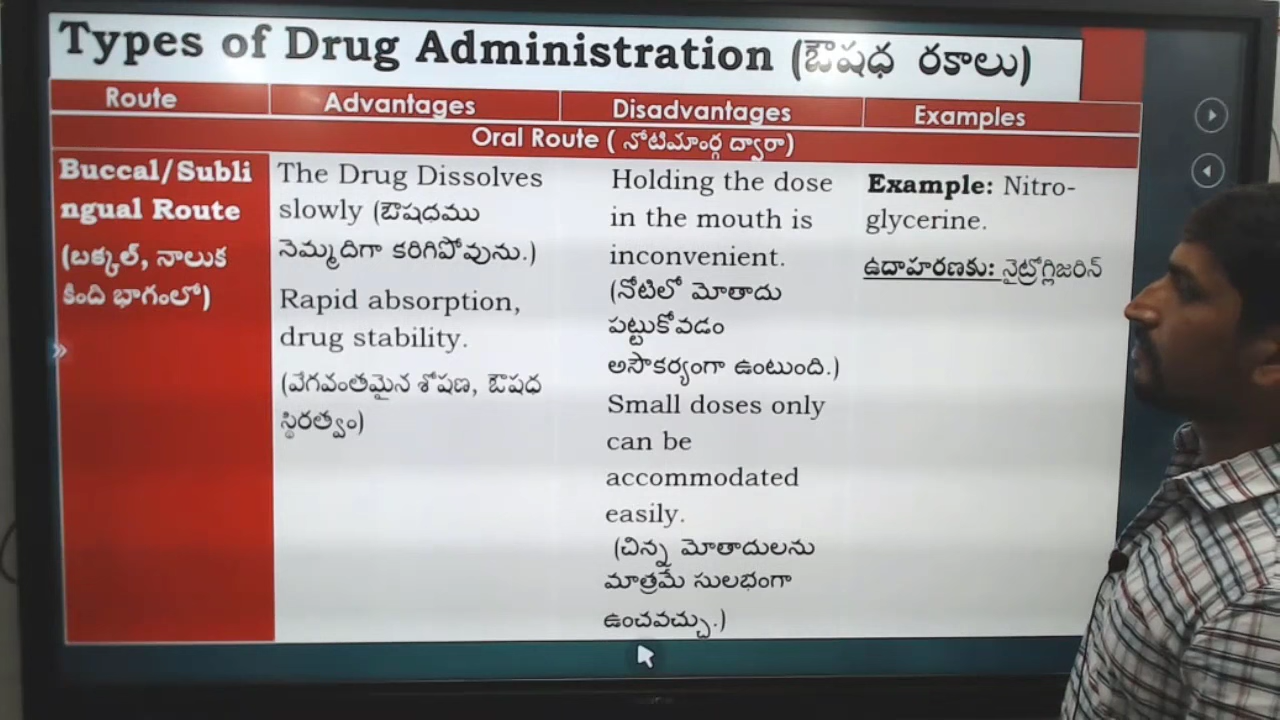 Types of Drug Administration (ఔషధ రకాలు)
Route Advantages Disadvantages Examples
Oral Route ( నోటిమార్గ ద్వారా)
Buccal/Subli
ngual Route
(బక్కల్, నాలుక
కింది భాగంలో)
The Drug Dissolves
slowly (ఔషధము
నెమ్మదిగా కరిగిపోవును.)
Rapid absorption,
drug stability.
(వేగవంతమైన శోషణ, ఔషధ
స్థిరత్వం)
Holding the dose
in the mouth is
inconvenient.
(నోటిలో మోతాదు
పట్టుకోవడం
అసౌకర్యంగా ఉంటుంది.)
Small doses only
can be
accommodated
easily.
(చిన్న మోతాదులను
మాత్రమే సులభంగా
ఉంచవచ్చు.)
Example: Nitro-
glycerine.
ఉదాహరణకు: నైట్రోగ్లిజరిన్